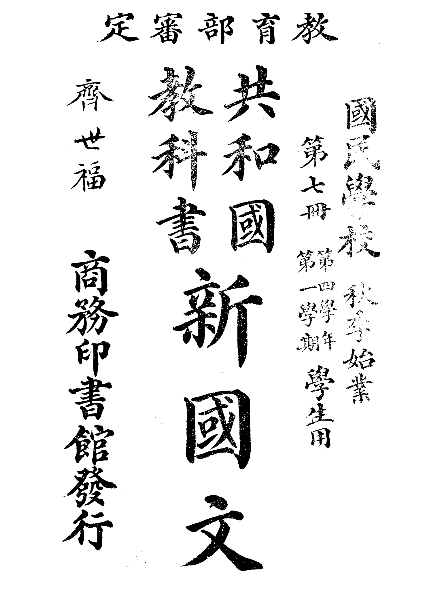 教育部審定
國民學校 秋季始業
第七冊 第四學年 第一學期 學生用
共和國
教科書
新國文
齊世福
商務印書館發行